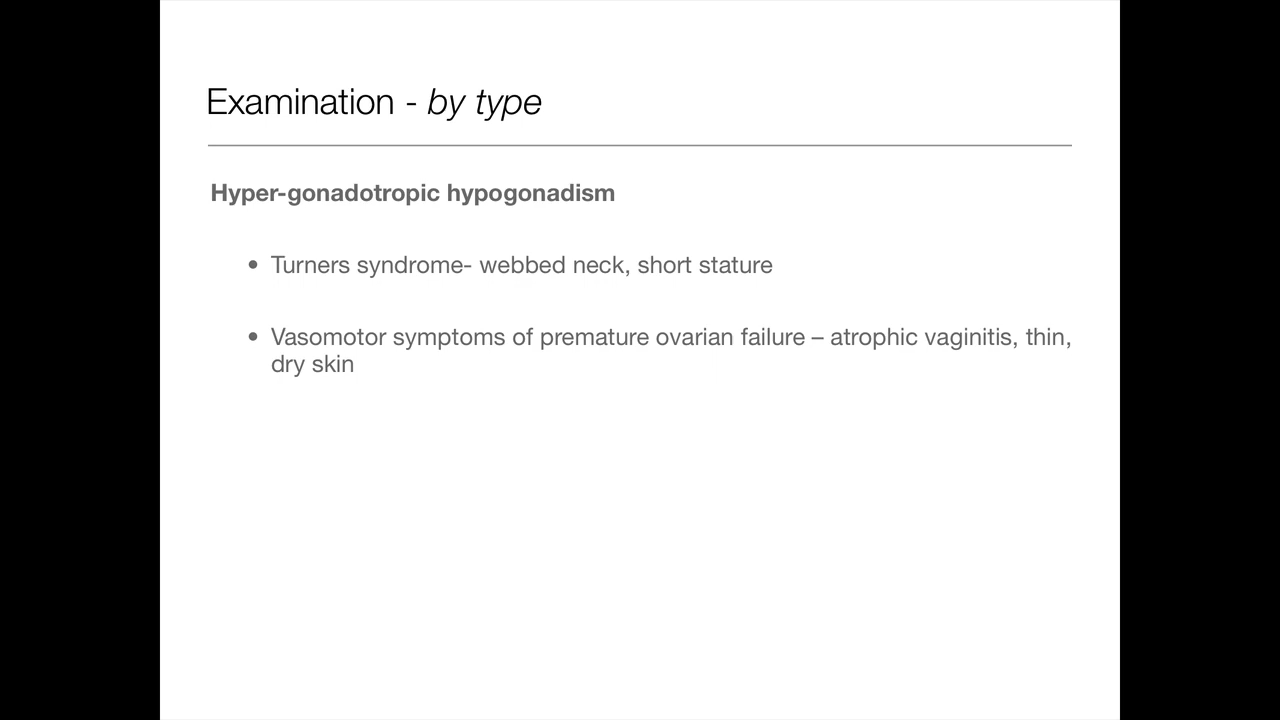 Examination - by type
Hyper-gonadotropic hypogonadism
• Turners syndrome- webbed neck, short stature
• Vasomotor symptoms of premature ovarian failure – atrophic vaginitis, thin,
dry skin